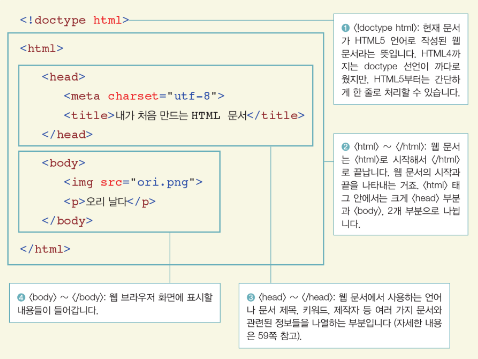 <!doctype html>
<html>
<head>
<meta charset="utf-8">
<title>내가 처음 만드는 HTML 문서</title>
</head>
<body>
<img src="ori.png">
<p>오리 날다</p>
</body>
</html>
❶ 〈!doctype html〉: 현재 문서
가 HTML5 언어로 작성된 웹
문서라는 뜻입니다. HTML4까
지는 doctype 선언이 까다로
웠지만, HTML5부터는 간단하
게 한 줄로 처리할 수 있습니다.
❷ 〈html〉 ~ 〈/html〉: 웹 문서
는 〈html〉로 시작해서 〈/html〉
로 끝납니다. 웹 문서의 시작과
끝을 나타내는 거죠. 〈html〉 태
그 안에서는 크게 〈head〉 부분
과 〈body〉, 2개 부분으로 나뉩
니다.
❹ 〈body〉 ~ 〈/body〉: 웹 브라우저 화면에 표시할
내용들이 들어갑니다.
❸ 〈head〉 ~ 〈/head〉: 웹 문서에서 사용하는 언어
나 문서 제목, 키워드, 제작자 등 여러 가지 문서와
관련된 정보들을 나열하는 부분입니다 (자세한 내용
은 59쪽 참고).